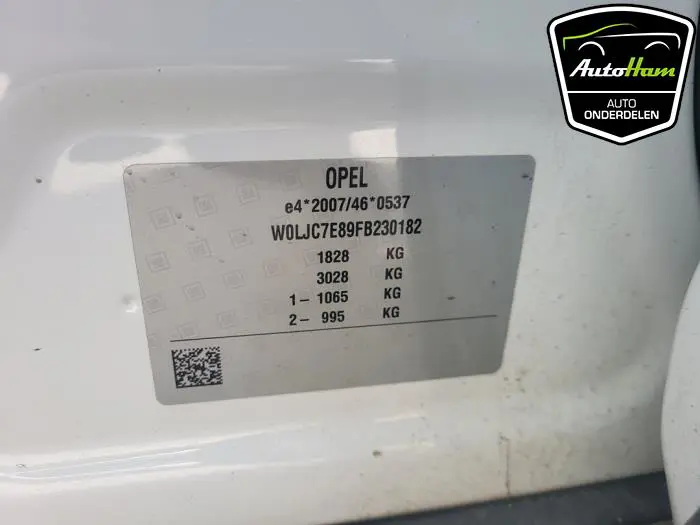 AutoHam
AUTO
ONDERDELEN
OPEL
e4*2007/46*0537
W0LJC7E89FB230182
1828 KG
3028 KG
1– 1065 KG
2– 995 KG